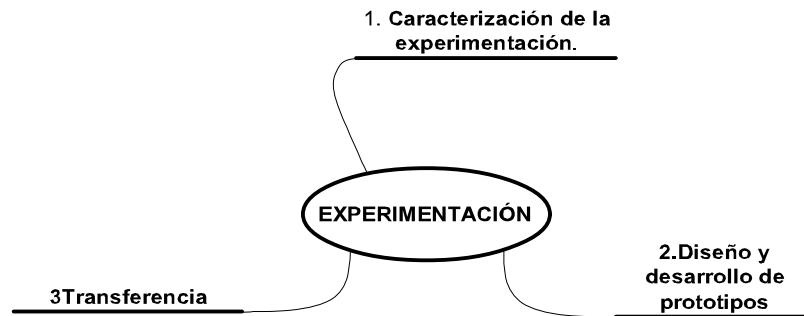 1. Caracterización de la
experimentación.
EXPERIMENTACIÓN
2.Diseño y
desarrollo de
prototipos
3Transferencia